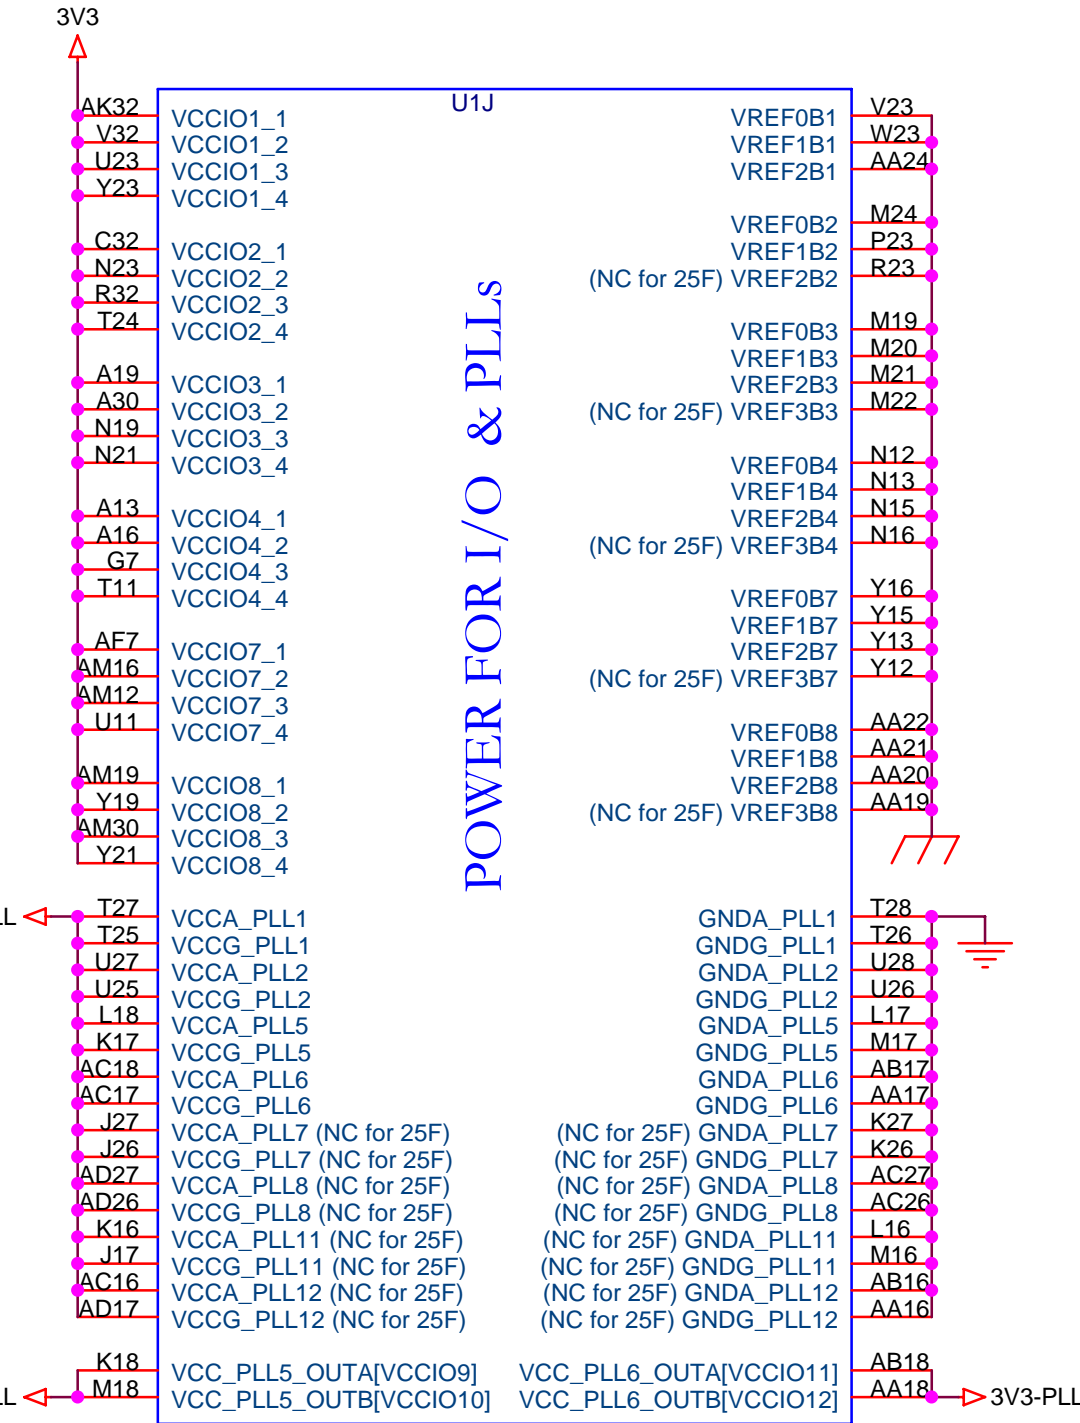 3V3
U1J
AK32 VCCIO1_1 VREF0B1 V23
V32 VCCIO1_2 VREF1B1 W23
U23 VCCIO1_3 VREF2B1 AA24
Y23 VCCIO1_4
VREF0B2 M24
C32 VCCIO2_1 VREF1B2 P23
N23 VCCIO2_2 (NC for 25F) VREF2B2 R23
R32 VCCIO2_3
T24 VCCIO2_4 VREF0B3 M19
VREF1B3 M20
A19 VCCIO3_1 VREF2B3 M21
A30 VCCIO3_2 (NC for 25F) VREF3B3 M22
N19 VCCIO3_3
N21 VCCIO3_4 VREF0B4 N12
VREF1B4 N13
A13 VCCIO4_1 VREF2B4 N15
A16 VCCIO4_2 (NC for 25F) VREF3B4 N16
G7 VCCIO4_3
T11 VCCIO4_4 VREF0B7 Y16
VREF1B7 Y15
AF7 VCCIO7_1 VREF2B7 Y13
AM16 VCCIO7_2 (NC for 25F) VREF3B7 Y12
AM12 VCCIO7_3
U11 VCCIO7_4 VREF0B8 AA22
VREF1B8 AA21
AM19 VCCIO8_1 VREF2B8 AA20
Y19 VCCIO8_2 (NC for 25F) VREF3B8 AA19
AM30 VCCIO8_3
Y21 VCCIO8_4
POWER FOR I/O & PLLs
T27 VCCA_PLL1 GNDA_PLL1 T28
T25 VCCG_PLL1 GNDG_PLL1 T26
U27 VCCA_PLL2 GNDA_PLL2 U28
U25 VCCG_PLL2 GNDG_PLL2 U26
L18 VCCA_PLL5 GNDA_PLL5 L17
K17 VCCG_PLL5 GNDG_PLL5 M17
AC18 VCCA_PLL6 GNDA_PLL6 AB17
AC17 VCCG_PLL6 GNDG_PLL6 AA17
J27 VCCA_PLL7 (NC for 25F) (NC for 25F) GNDA_PLL7 K27
J26 VCCG_PLL7 (NC for 25F) (NC for 25F) GNDG_PLL7 K26
AD27 VCCA_PLL8 (NC for 25F) (NC for 25F) GNDA_PLL8 AC27
AD26 VCCG_PLL8 (NC for 25F) (NC for 25F) GNDG_PLL8 AC26
K16 VCCA_PLL11 (NC for 25F) (NC for 25F) GNDA_PLL11 L16
J17 VCCG_PLL11 (NC for 25F) (NC for 25F) GNDG_PLL11 M16
AC16 VCCA_PLL12 (NC for 25F) (NC for 25F) GNDA_PLL12 AB16
AD17 VCCG_PLL12 (NC for 25F) (NC for 25F) GNDG_PLL12 AA16
K18 VCC_PLL5_OUTA[VCCIO9] VCC_PLL6_OUTA[VCCIO11] AB18
M18 VCC_PLL5_OUTB[VCCIO10] VCC_PLL6_OUTB[VCCIO12] AA18 3V3-PLL